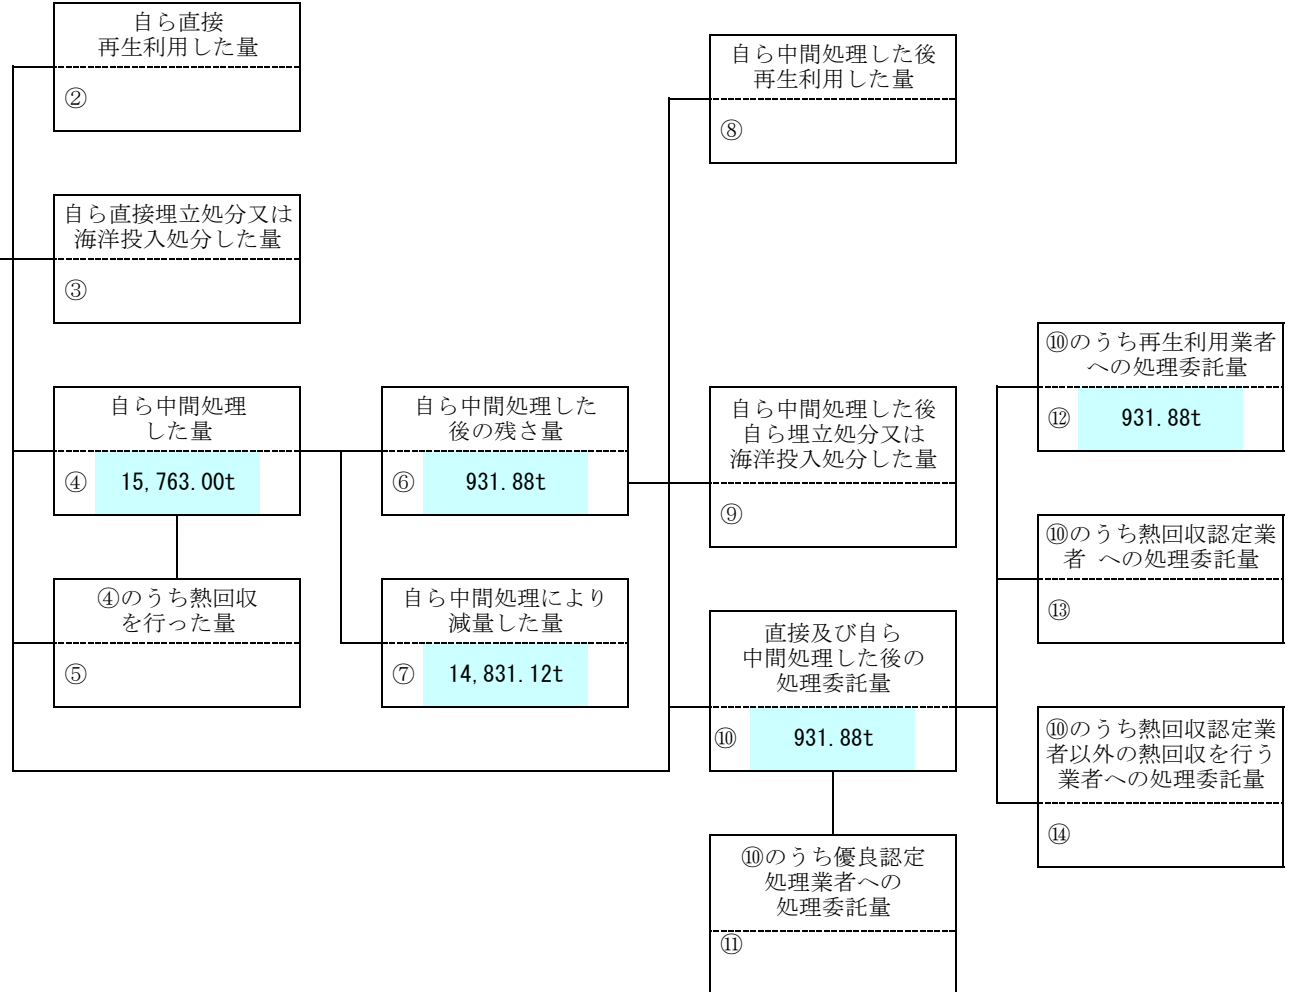 自ら直接
再生利用した量
②
自ら直接埋立処分又は
海洋投入処分した量
③
自ら中間処理
した量
④ 15,763.00t
④のうち熱回収
を行った量
⑤
自ら中間処理した
後の残さ量
⑥ 931.88t
自ら中間処理により
減量した量
⑦ 14,831.12t
自ら中間処理した後
再生利用した量
⑧
自ら中間処理した後
自ら埋立処分又は
海洋投入処分した量
⑨
直接及び自ら
中間処理した後の
処理委託量
⑩ 931.88t
⑩のうち優良認定
処理業者への
処理委託量
⑪
⑩のうち再生利用業者
への処理委託量
⑫ 931.88t
⑩のうち熱回収認定業
者 への処理委託量
⑬
⑩のうち熱回収認定業
者以外の熱回収を行う
業者への処理委託量
⑭